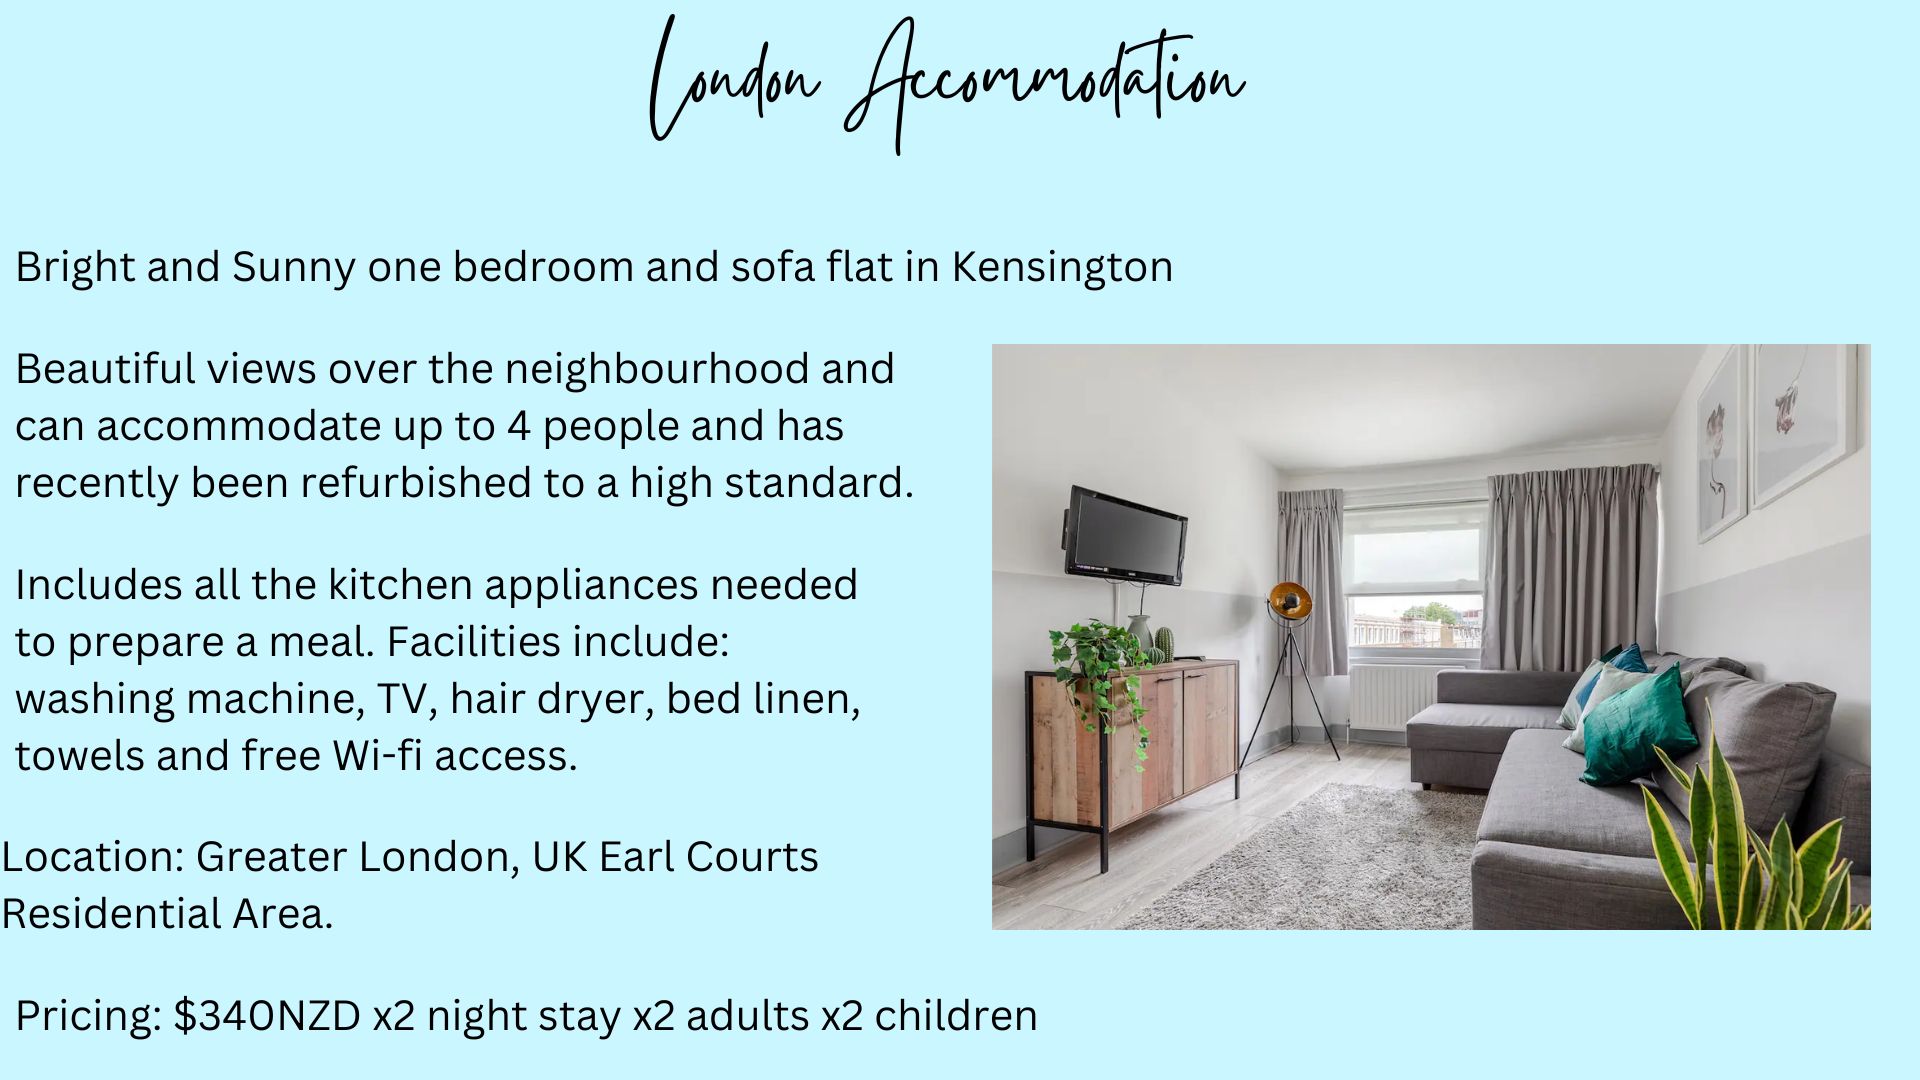 London Accommodation
Bright and Sunny one bedroom and sofa flat in Kensington
Beautiful views over the neighbourhood and
can accommodate up to 4 people and has
recently been refurbished to a high standard.
Includes all the kitchen appliances needed
to prepare a meal. Facilities include:
washing machine, TV, hair dryer, bed linen,
towels and free Wi-fi access.
Location: Greater London, UK Earl Courts
Residential Area.
Pricing: $340NZD x2 night stay x2 adults x2 children